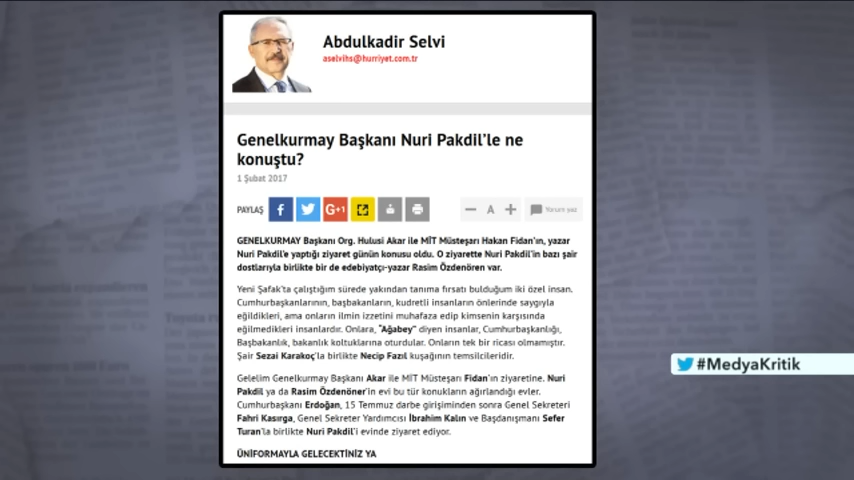 Abdulkadir Selvi
aselvihs@hurriyet.com.tr
Genelkurmay Başkanı Nuri Pakdil'le ne
konuştu?
1 Şubat 2017
PAYLAŞ
G+1
A
Yorum yaz
GENELKURMAY Başkanı Org. Hulusi Akar ile MİT Müsteşarı Hakan Fidan'ın, yazar
Nuri Pakdil'e yaptığı ziyaret günün konusu oldu. O ziyarette Nuri Pakdil'in bazı şair
dostlarıyla birlikte bir de edebiyatçı-yazar Rasim Özdenören var.
Yeni Şafak'ta çalıştığım sürede yakından tanıma fırsatı bulduğum iki özel insan.
Cumhurbaşkanlarının, başbakanların, kudretli insanların önlerinde saygıyla
eğildikleri, ama onların ilmin izzetini muhafaza edip kimsenin karşısında
eğilmedikleri insanlardır. Onlara, "Ağabey" diyen insanlar, Cumhurbaşkanlığı,
Başbakanlık, bakanlık koltuklarına oturdular. Onların tek bir ricası olmamıştır.
Şair Sezai Karakoç'la birlikte Necip Fazıl kuşağının temsilcileridir.
Gelelim Genelkurmay Başkanı Akar ile MİT Müsteşarı Fidan'ın ziyaretine. Nuri
Pakdil ya da Rasim Özdenöner'in evi bu tür konukların ağırlandığı evler.
Cumhurbaşkanı Erdoğan, 15 Temmuz darbe girişiminden sonra Genel Sekreteri
Fahri Kasırga, Genel Sekreter Yardımcısı İbrahim Kalın ve Başdanışmanı Sefer
Turan'la birlikte Nuri Pakdil'i evinde ziyaret ediyor.
ÜNİFORMAYLA GELECEKTİNİZ YA
#MedyaKritik